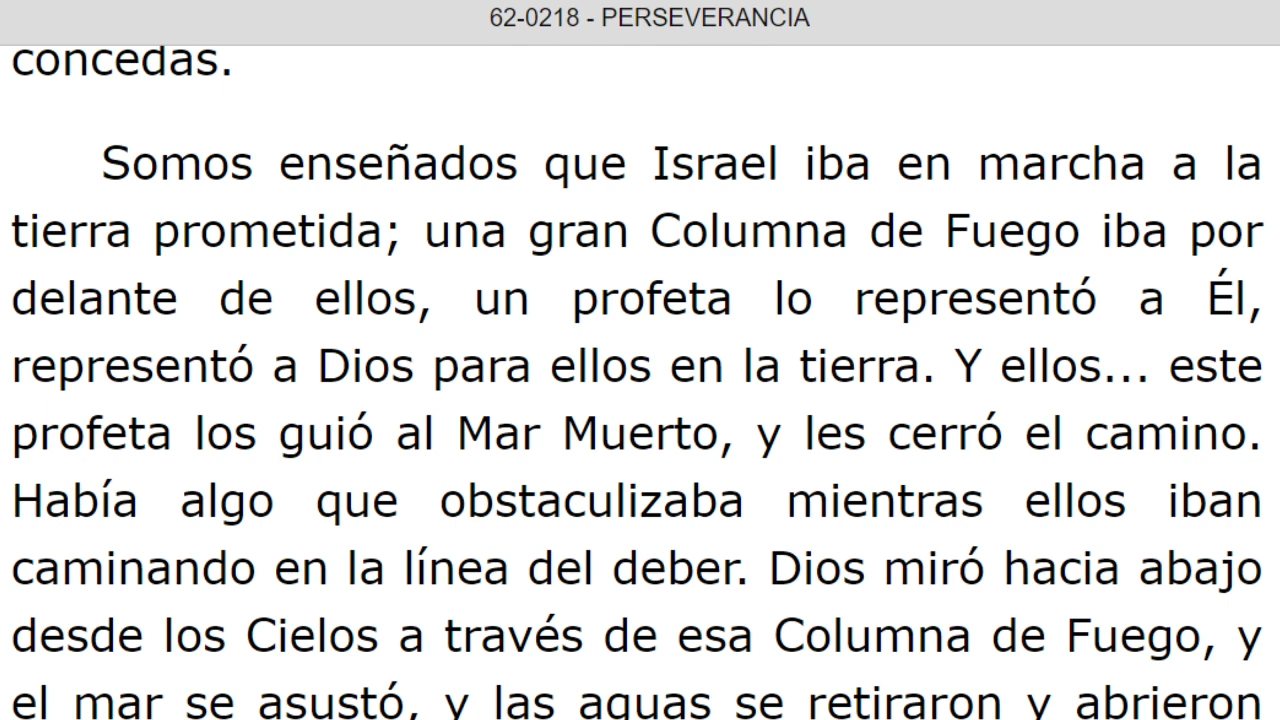 62-0218 - PERSEVERANCIA
concedas.
Somos enseñados que Israel iba en marcha a la
tierra prometida; una gran Columna de Fuego iba por
delante de ellos, un profeta lo representó a Él,
representó a Dios para ellos en la tierra. Y ellos... este
profeta los guió al Mar Muerto, y les cerró el camino.
Había algo que obstaculizaba mientras ellos iban
caminando en la línea del deber. Dios miró hacia abajo
desde los Cielos a través de esa Columna de Fuego, y
el mar se asustó, y las aguas se retiraron y abrieron